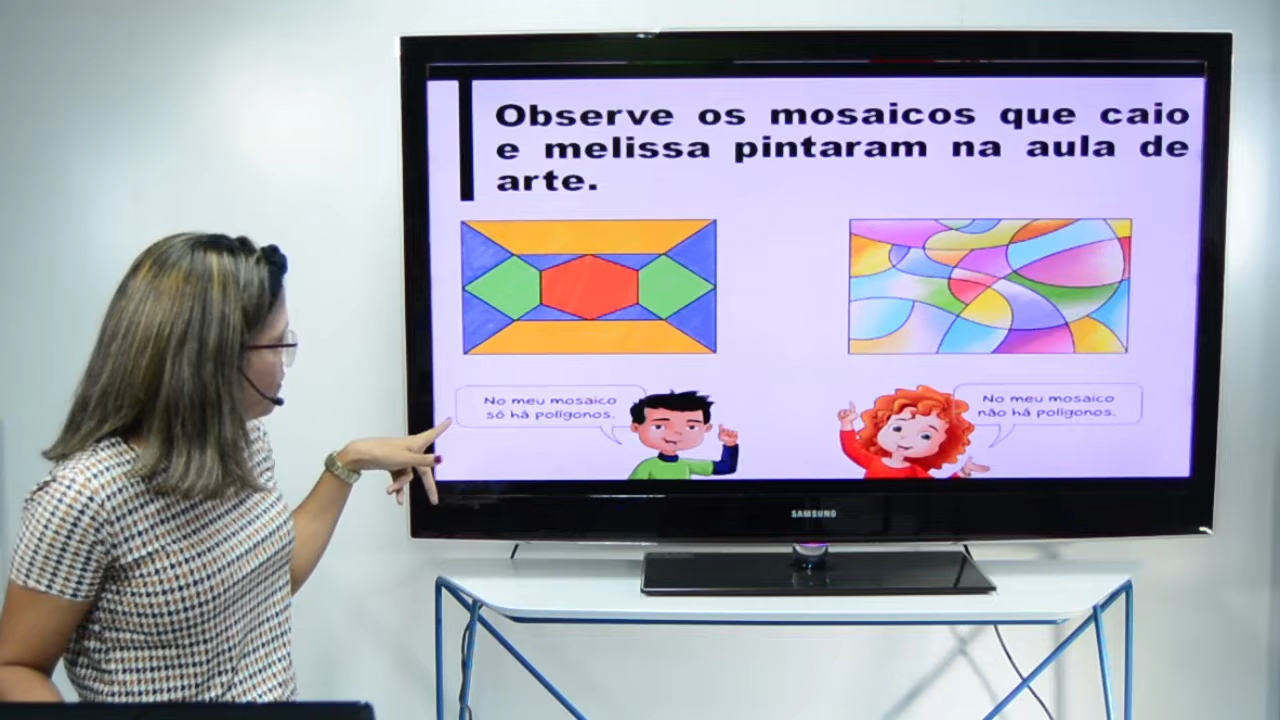 Observe os mosaicos que caio
e melissa pintaram na aula de
arte.
No meu mosaico
só há polígonos.
No meu mosaico
não há polígonos.
SAMSUNG